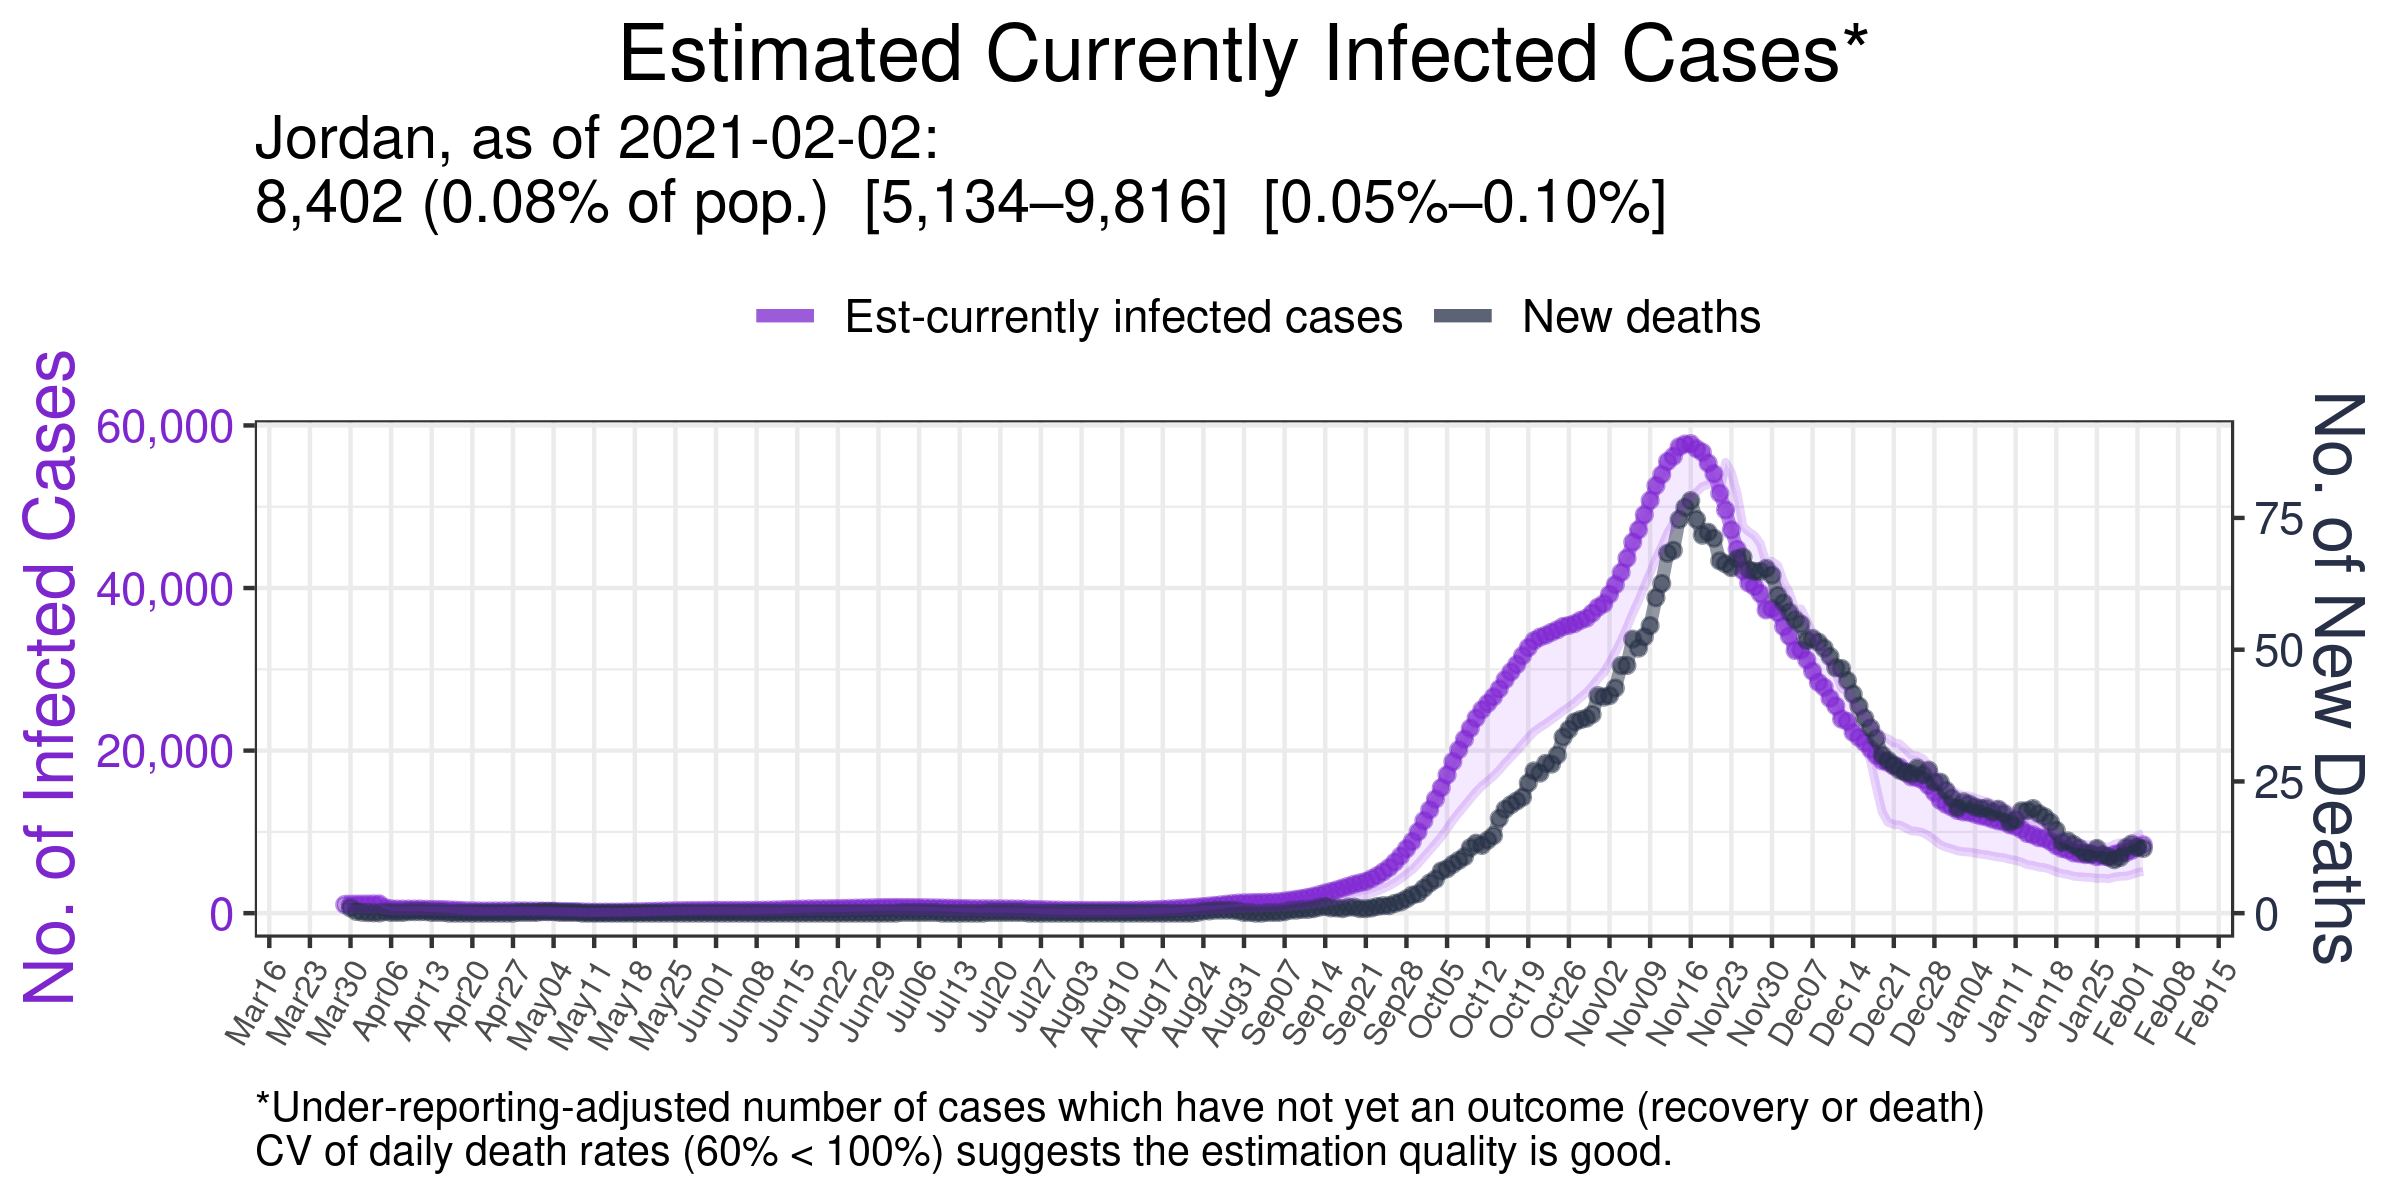 Estimated Currently Infected Cases*
Jordan, as of 2021-02-02:
8,402 (0.08% of pop.) [5,134–9,816] [0.05%–0.10%]
Est-currently infected cases
New deaths
No. of Infected Cases
60,000
40,000
20,000
0
No. of New Deaths
75
50
25
0
Mar16
Mar23
Mar30
Apr06
Apr13
Apr20
Apr27
May04
May11
May18
May25
Jun01
Jun08
Jun15
Jun22
Jun29
Jul06
Jul13
Jul20
Jul27
Aug03
Aug10
Aug17
Aug24
Aug31
Sep07
Sep14
Sep21
Sep28
Oct05
Oct12
Oct19
Oct26
Nov02
Nov09
Nov16
Nov23
Nov30
Dec07
Dec14
Dec21
Dec28
Jan04
Jan11
Jan18
Jan25
Feb01
Feb08
Feb15
*Under-reporting-adjusted number of cases which have not yet an outcome (recovery or death)
CV of daily death rates (60% < 100%) suggests the estimation quality is good.